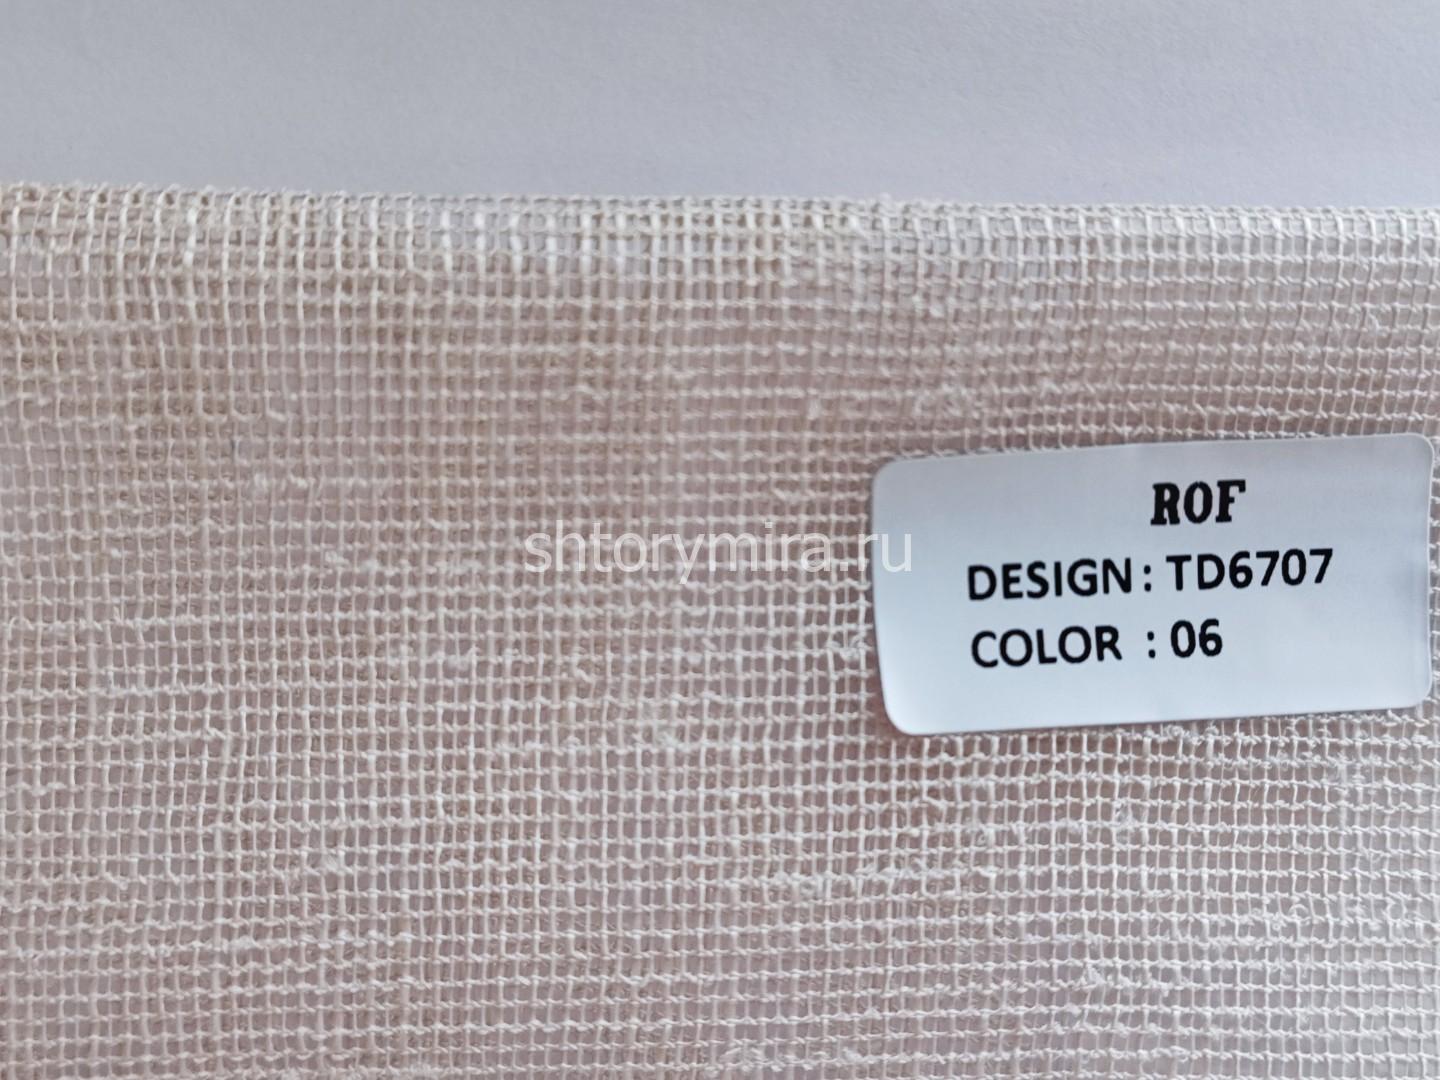 ROF
DESIGN : TD6707
COLOR : 06
shtorymira.ru